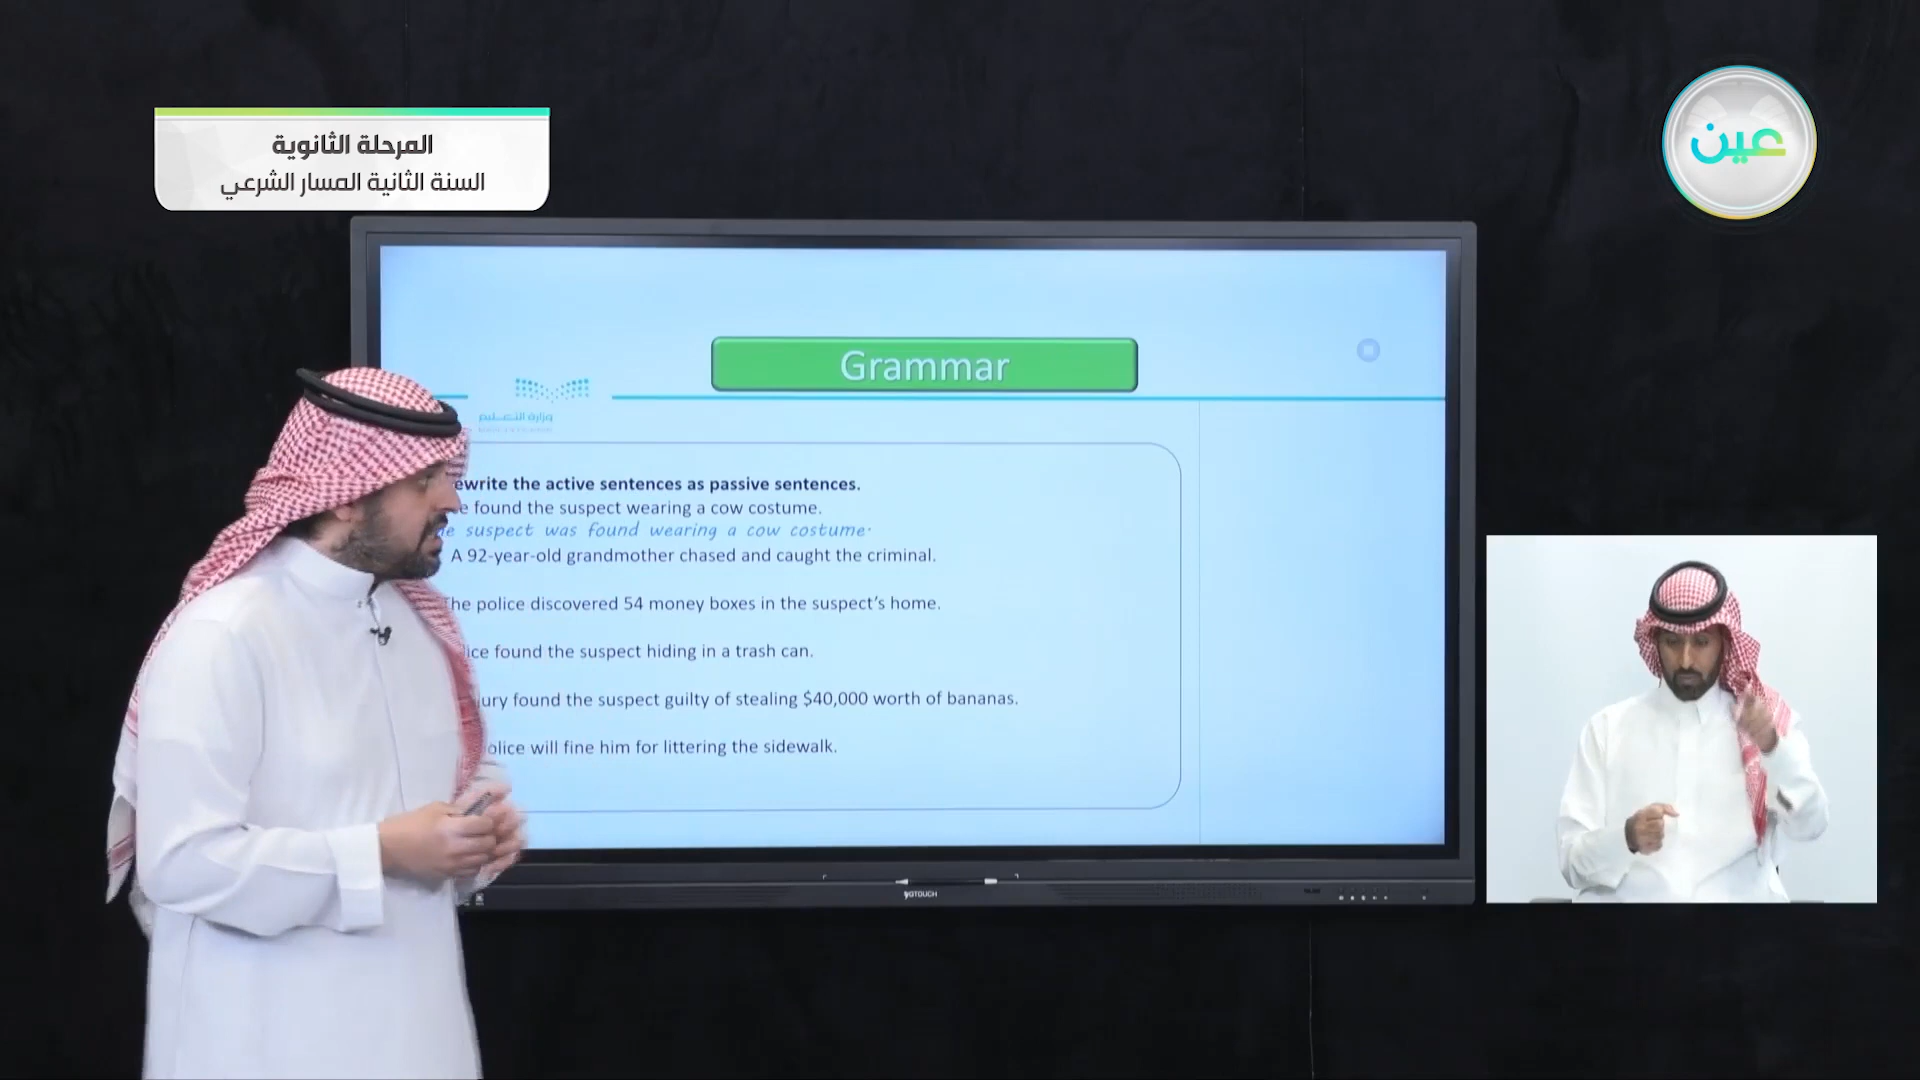 المرحلة الثانوية
السنة الثانية المسار الشرعي
عين
Grammar
وزارة التعليم
ewrite the active sentences as passive sentences.
e found the suspect wearing a cow costume.
he suspect was found wearing a cow costume.
A 92-year-old grandmother chased and caught the criminal.
The police discovered 54 money boxes in the suspect's home.
lice found the suspect hiding in a trash can.
ury found the suspect guilty of stealing $40,000 worth of bananas.
olice will fine him for littering the sidewalk.